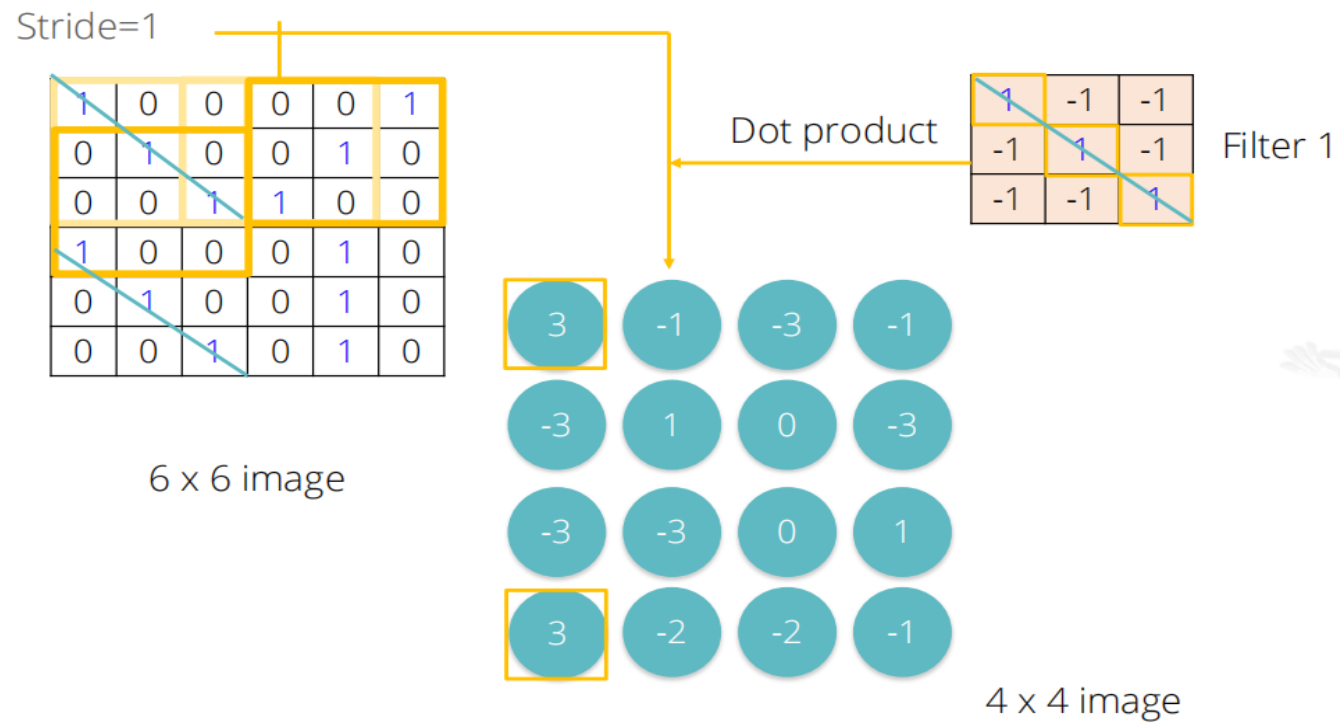 Stride=1
1 0 0 0 0 1
0 1 0 0 1 0
0 0 1 1 0 0
1 0 0 0 1 0
0 1 0 0 1 0
0 0 1 0 1 0
6 x 6 image
Dot product
1 -1 -1
-1 1 -1
-1 -1 1
Filter 1
3 -1 -3 -1
-3 1 0 -3
-3 -3 0 1
3 -2 -2 -1
4 x 4 image